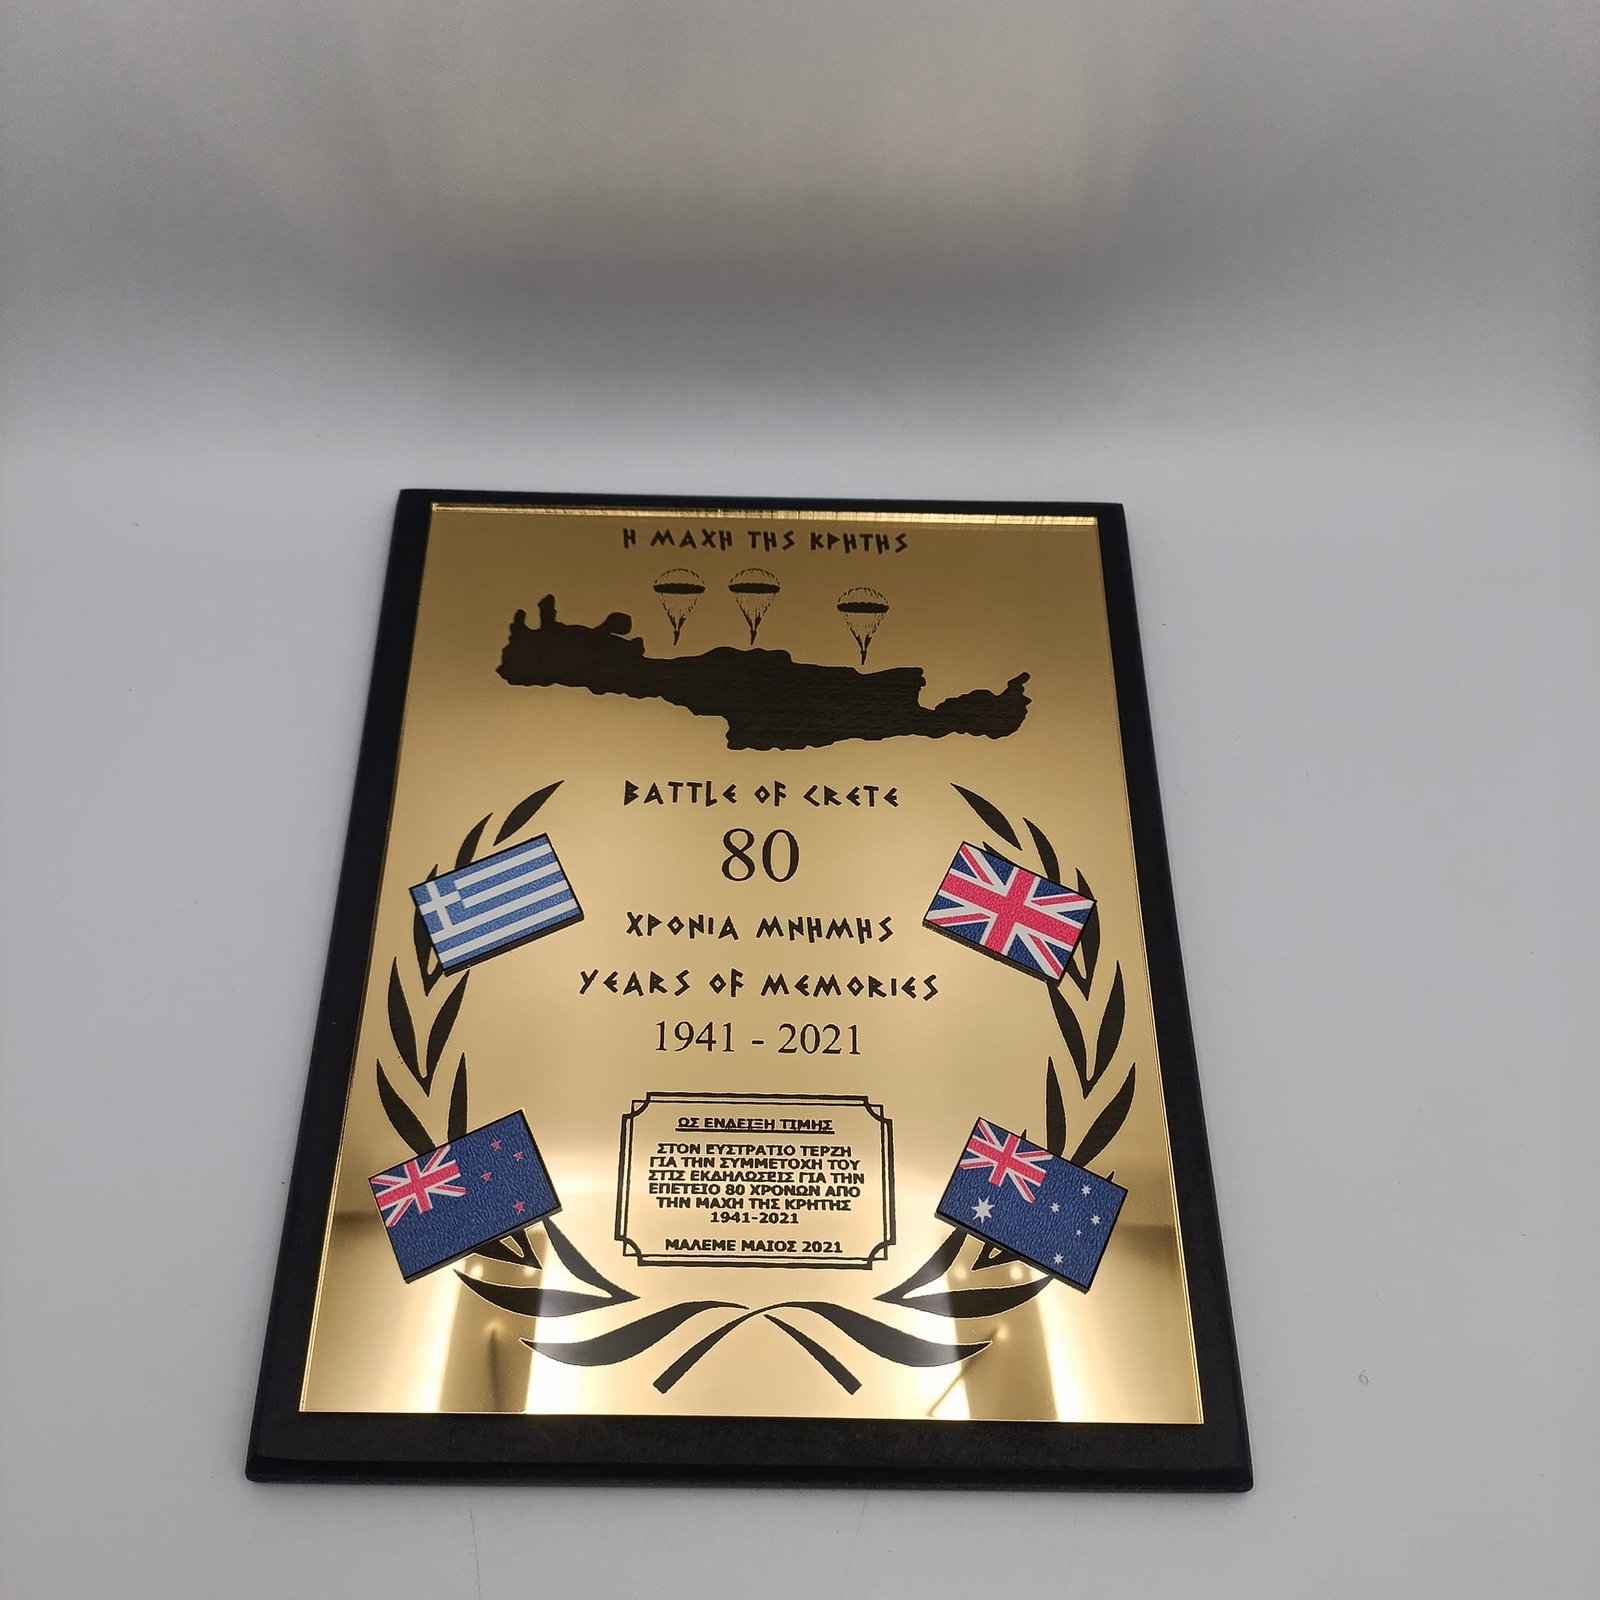 Η ΜΑΧΗ ΤΗΣ ΚΡΗΤΗΣ
BATTLE OF CRETE
80
ΧΡΟΝΙΑ ΜΝΗΜΗΣ
YEARS OF MEMORIES
1941 - 2021
ΩΣ ΕΝΔΕΙΞΗ ΤΙΜΗΣ
ΣΤΟΝ ΕΥΣΤΡΑΤΙΟ ΤΕΡΖΗ
ΓΙΑ ΤΗΝ ΣΥΜΜΕΤΟΧΗ ΤΟΥ
ΣΤΙΣ ΕΚΔΗΛΩΣΕΙΣ ΓΙΑ ΤΗΝ
ΕΠΕΤΕΙΟ 80 ΧΡΟΝΩΝ ΑΠΟ
ΤΗΝ ΜΑΧΗ ΤΗΣ ΚΡΗΤΗΣ
1941-2021
ΜΑΛΕΜΕ ΜΑΙΟΣ 2021